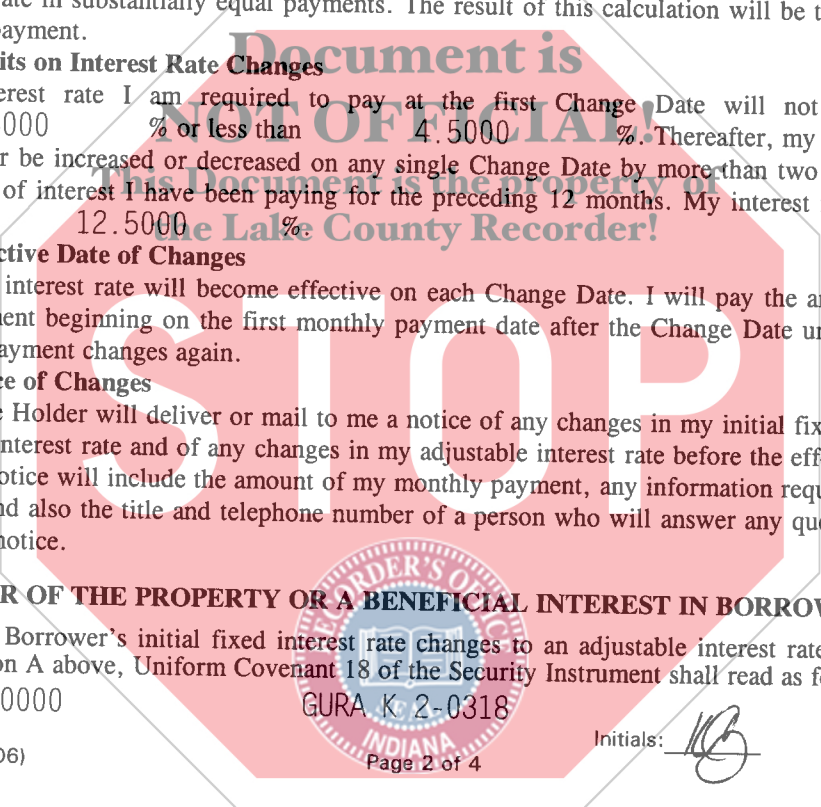 ate in substantially equal payments. The result of this calculation will be t
payment.
its on Interest Rate Changes
erest rate I am required to pay at the first Change Date will not
000 % or less than 4.5000 %. Thereafter, my
r be increased or decreased on any single Change Date by more than two
of interest I have been paying for the preceding 12 months. My interest
12.5000 %.
ctive Date of Changes
interest rate will become effective on each Change Date. I will pay the a
ent beginning on the first monthly payment date after the Change Date u
ayment changes again.
ce of Changes
e Holder will deliver or mail to me a notice of any changes in my initial fix
nterest rate and of any changes in my adjustable interest rate before the eff
otice will include the amount of my monthly payment, any information requ
nd also the title and telephone number of a person who will answer any qu
notice.
R OF THE PROPERTY OR A BENEFICIAL INTEREST IN BORROW
Borrower's initial fixed interest rate changes to an adjustable interest rate
on A above, Uniform Covenant 18 of the Security Instrument shall read as f
0000 GURA K 2-0318
06) Initials:
Page 2 of 4
Document is
NOT OFFICIAL!
This Document is the property of
the Lake County Recorder!
STOP
RECORDER'S OFFICE
SEAL
INDIANA